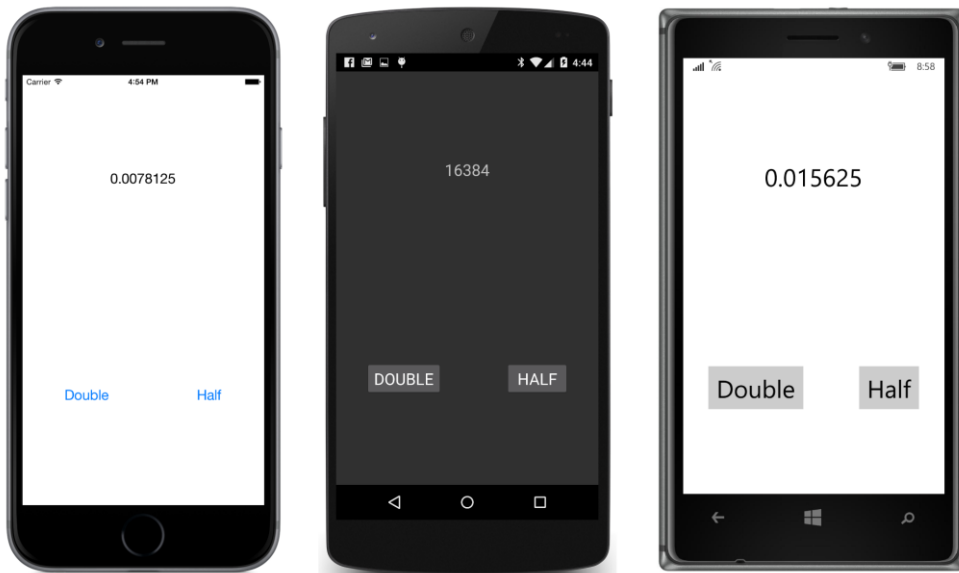 Carrier 4:54 PM
0.0078125
Double Half
4:44
16384
DOUBLE HALF
8:58
0.015625
Double Half